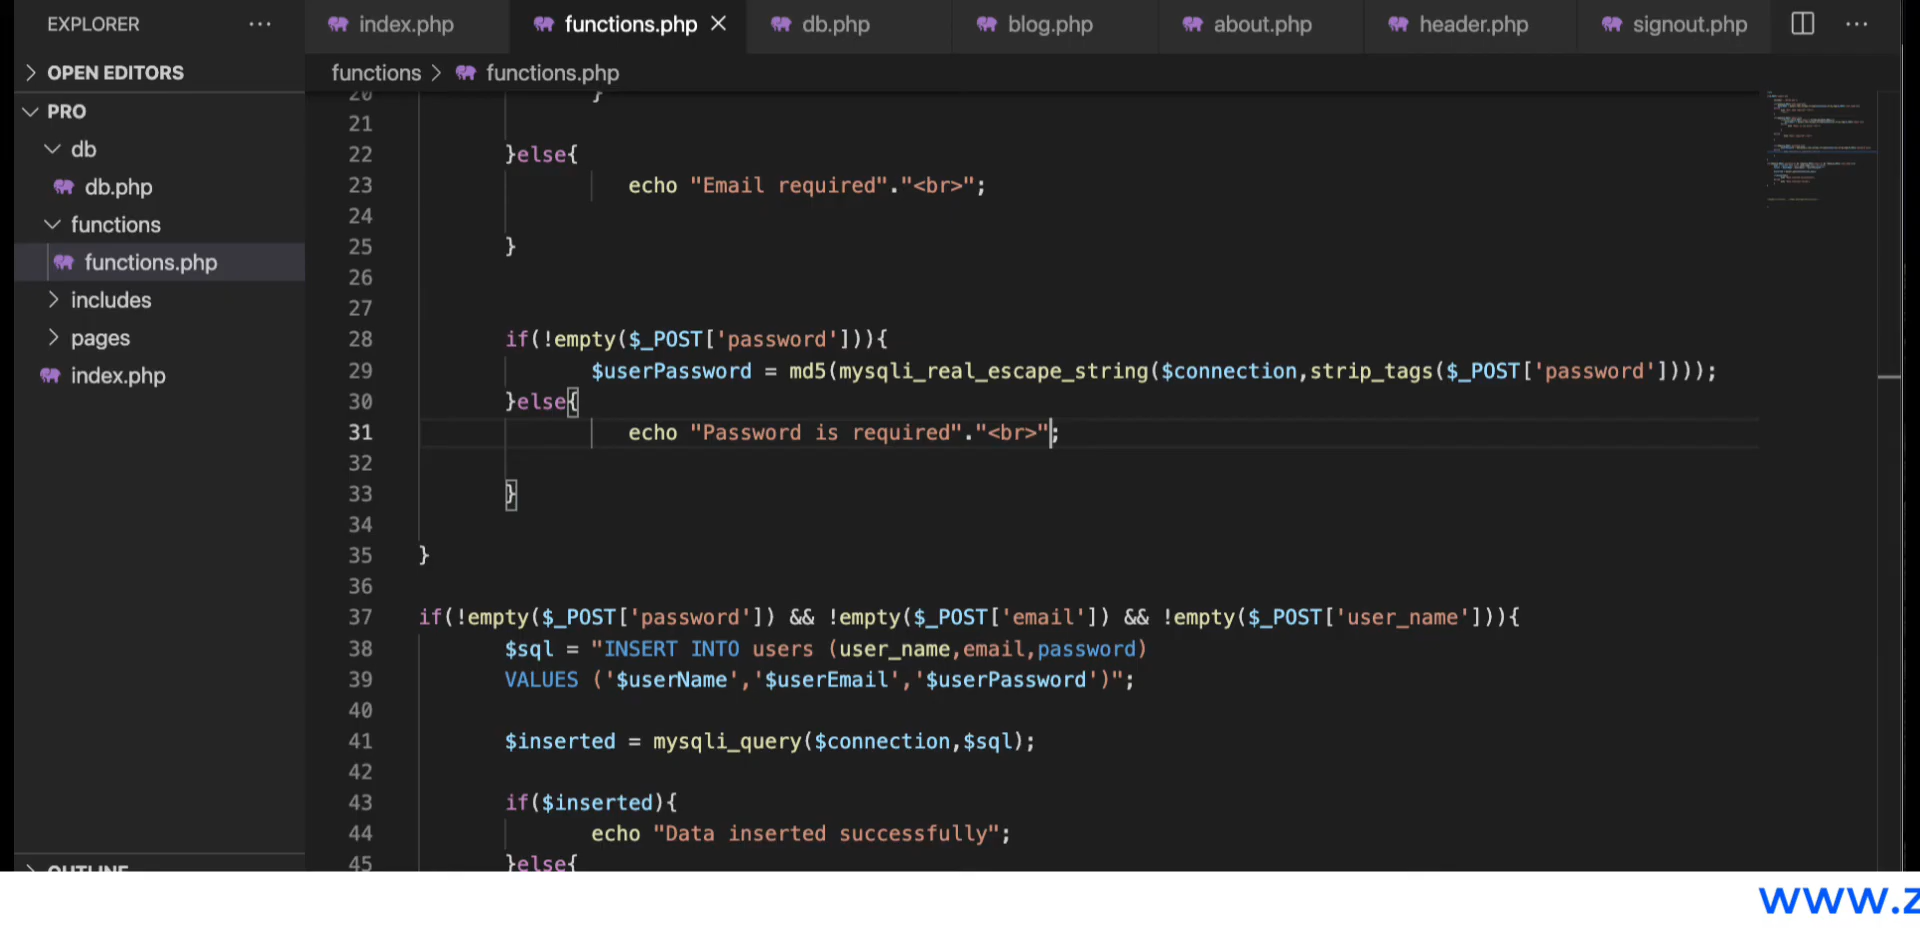 EXPLORER ···
index.php
functions.php
db.php
blog.php
about.php
header.php
signout.php
···
OPEN EDITORS
functions > functions.php
PRO
db
db.php
functions
functions.php
includes
pages
index.php
20 }
21
22 }else{
23 echo "Email required"."<br>";
24
25 }
26
27
28 if(!empty($_POST['password'])){
29 $userPassword = md5(mysqli_real_escape_string($connection,strip_tags($_POST['password'])));
30 }else{
31 echo "Password is required"."<br>";
32
33 }
34
35 }
36
37 if(!empty($_POST['password']) && !empty($_POST['email']) && !empty($_POST['user_name'])){
38 $sql = "INSERT INTO users (user_name,email,password)
39 VALUES ('$userName','$userEmail','$userPassword')";
40
41 $inserted = mysqli_query($connection,$sql);
42
43 if($inserted){
44 echo "Data inserted successfully";
45 }else{
OUTLINE
www.z